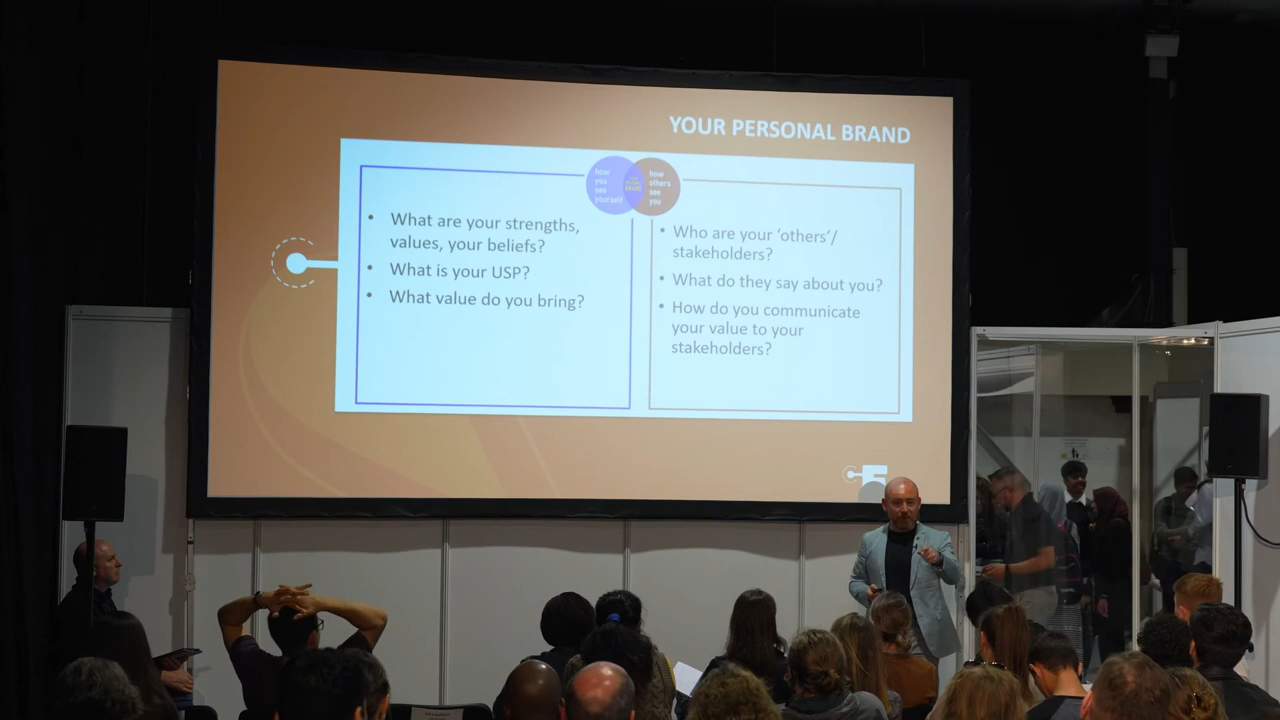 YOUR PERSONAL BRAND
how
you
see
yourself
how
others
see
you
• What are your strengths,
values, your beliefs?
• What is your USP?
• What value do you bring?
• Who are your ‘others’/
stakeholders?
• What do they say about you?
• How do you communicate
your value to your
stakeholders?